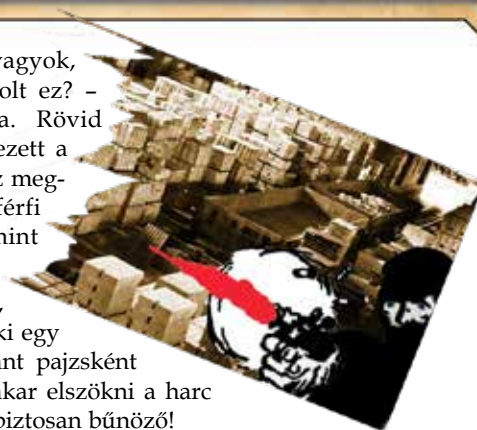 vagyok,
olt ez? –
a. Rövid
ezett a
z meg-
férfi
mint
,
ki egy
nt pajzsként
akar elszökni a harc
biztosan bűnöző!